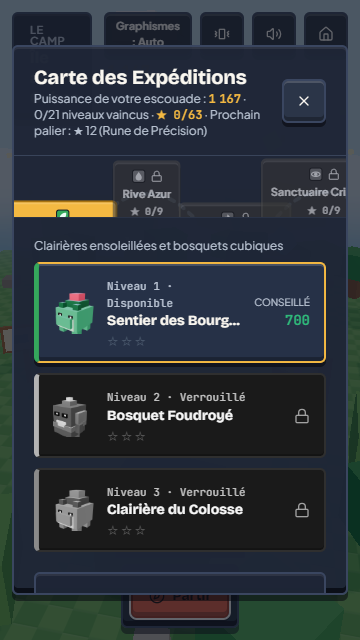 LE
CAMP
Graphismes
: Auto
Carte des Expéditions
Puissance de votre escouade : 1 167 ·
0/21 niveaux vaincus · ★ 0/63 · Prochain
palier : ★ 12 (Rune de Précision)
Rive Azur
★ 0/9
Sanctuaire Cri
★ 0/9
Clairières ensoleillées et bosquets cubiques
Niveau 1 ·
Disponible
Sentier des Bourg...
☆☆☆
CONSEILLÉ
700
Niveau 2 · Verrouillé
Bosquet Foudroyé
☆☆☆
Niveau 3 · Verrouillé
Clairière du Colosse
☆☆☆
Partir